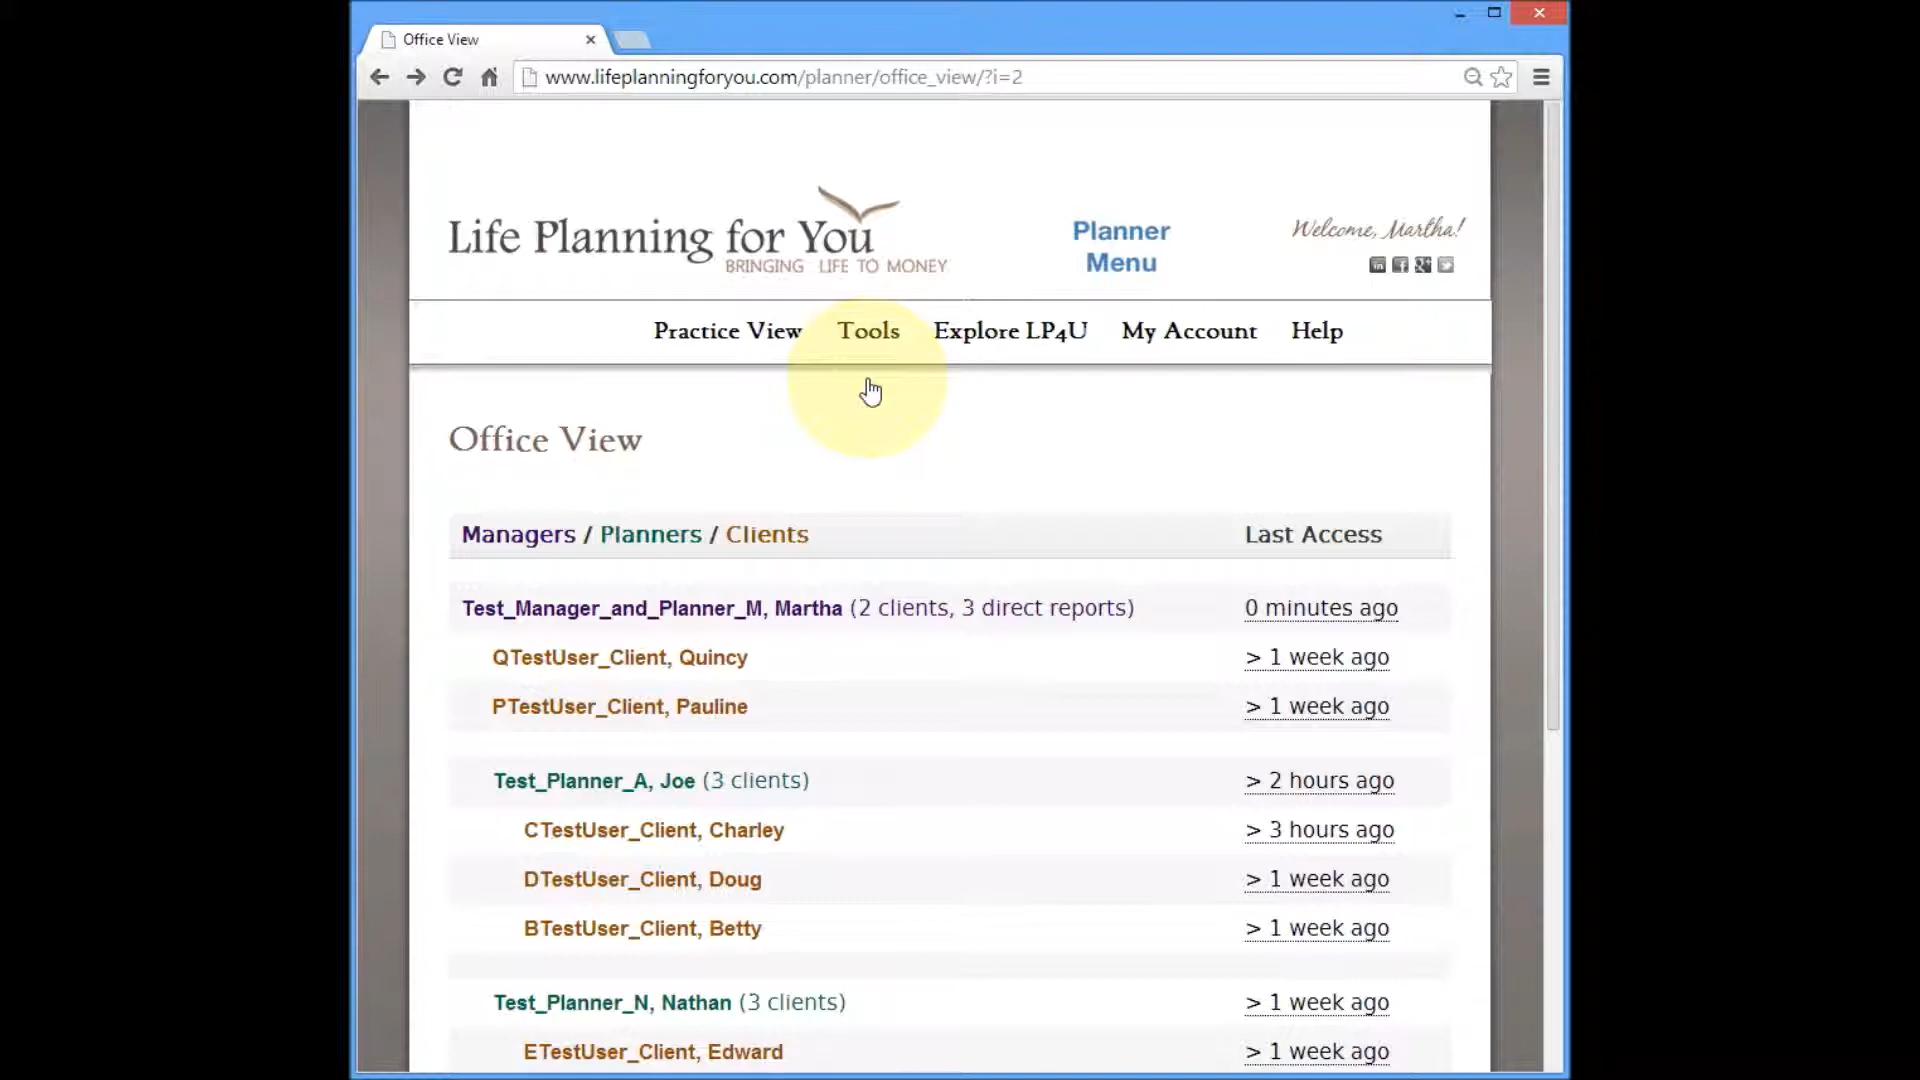 Office View
www.lifeplanningforyou.com/planner/office_view/?i=2
Life Planning for You
BRINGING LIFE TO MONEY
Planner
Menu
Welcome, Martha!
Practice View Tools Explore LP4U My Account Help
Office View
Managers / Planners / Clients Last Access
Test_Manager_and_Planner_M, Martha (2 clients, 3 direct reports) 0 minutes ago
QTestUser_Client, Quincy > 1 week ago
PTestUser_Client, Pauline > 1 week ago
Test_Planner_A, Joe (3 clients) > 2 hours ago
CTestUser_Client, Charley > 3 hours ago
DTestUser_Client, Doug > 1 week ago
BTestUser_Client, Betty > 1 week ago
Test_Planner_N, Nathan (3 clients) > 1 week ago
ETestUser_Client, Edward > 1 week ago